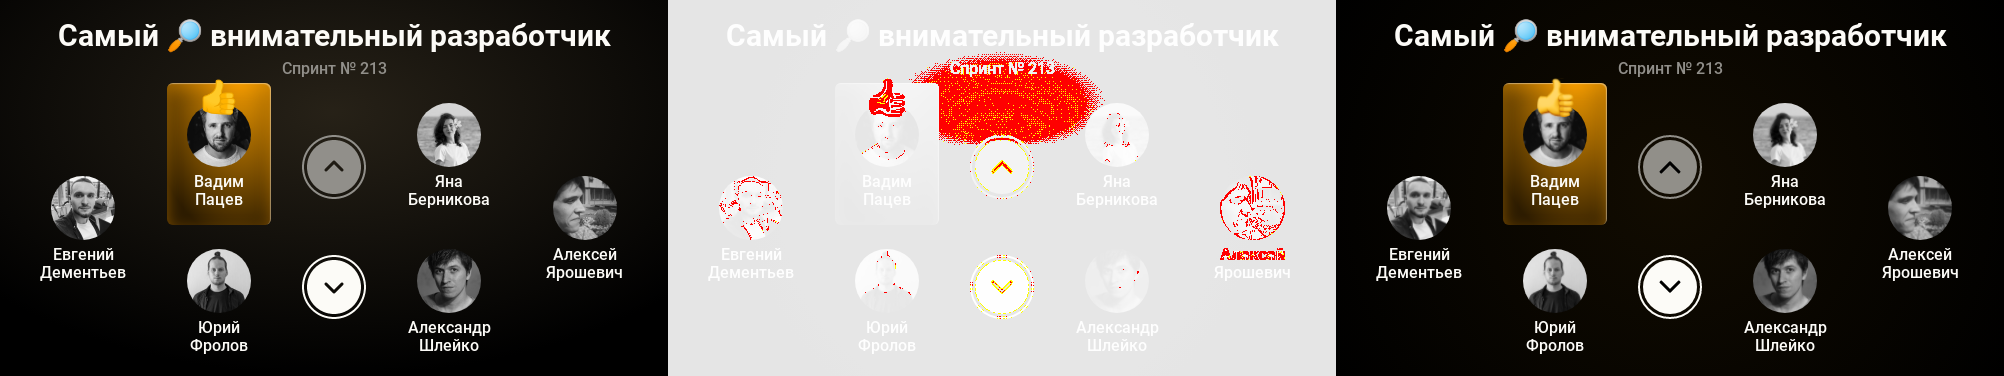 Самый 🔎 внимательный разработчик
Спринт № 213
Вадим
Пацев
Яна
Берникова
Евгений
Дементьев
Алексей
Ярошевич
Юрий
Фролов
Александр
Шлейко
Самый 🔎 внимательный разработчик
Спринт № 213
Вадим
Пацев
Яна
Берникова
Евгений
Дементьев
Алексей
Ярошевич
Юрий
Фролов
Александр
Шлейко
Самый 🔎 внимательный разработчик
Спринт № 213
Вадим
Пацев
Яна
Берникова
Евгений
Дементьев
Алексей
Ярошевич
Юрий
Фролов
Александр
Шлейко